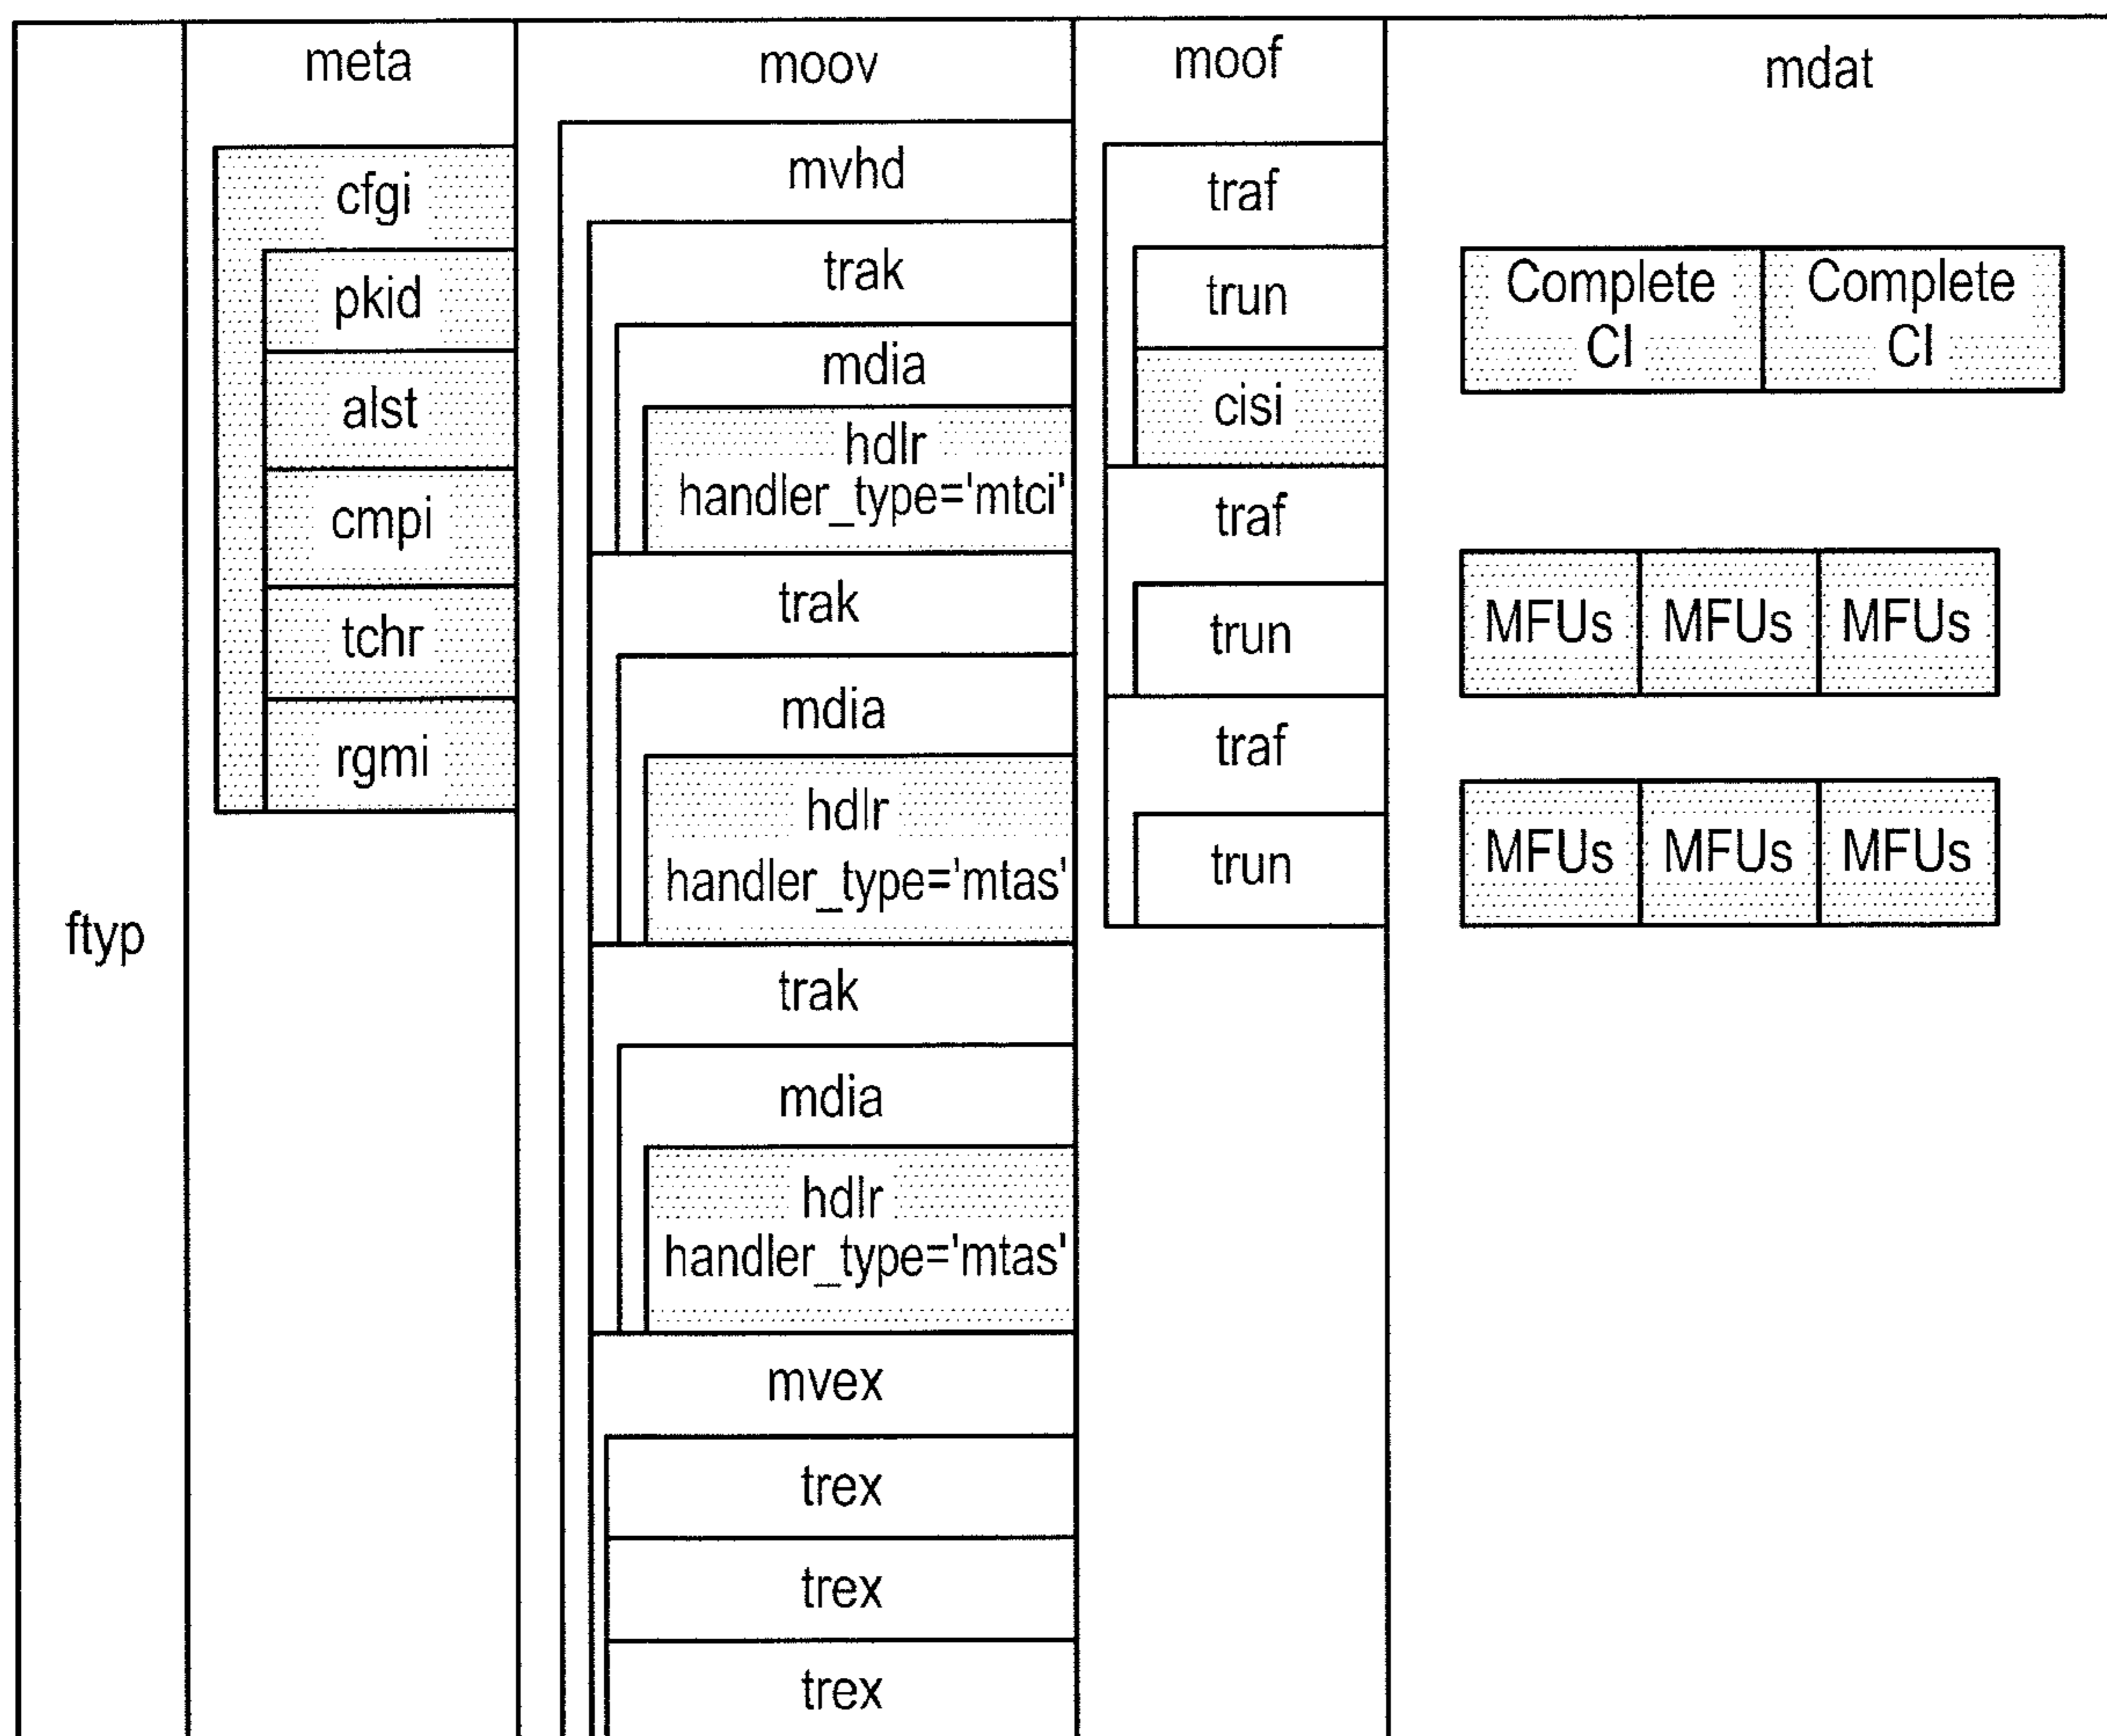 ftyp
meta
cfgi
pkid
alst
cmpi
tchr
rgmi
moov
mvhd
trak
mdia
hdlr
handler_type='mtci'
trak
mdia
hdlr
handler_type='mtas'
trak
mdia
hdlr
handler_type='mtas'
mvex
trex
trex
trex
moof
traf
trun
cisi
traf
trun
traf
trun
mdat
Complete
CI
Complete
CI
MFUs
MFUs
MFUs
MFUs
MFUs
MFUs